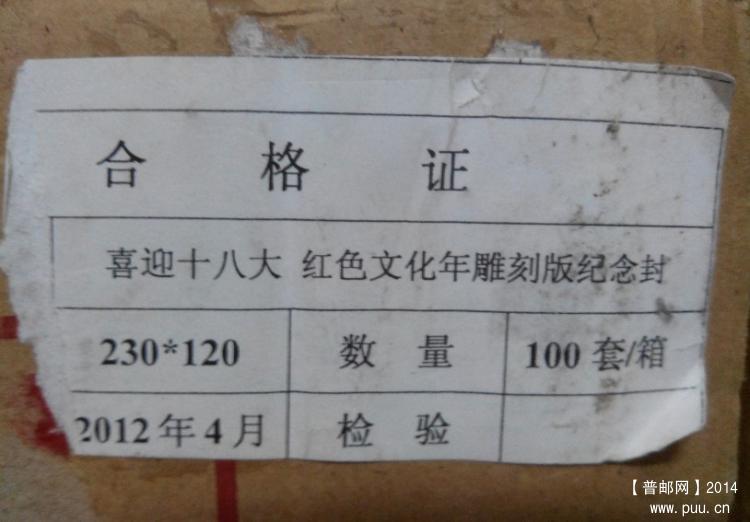 合 格 证
喜迎十八大 红色文化年雕刻版纪念封
230*120 数 量 100 套/箱
2012 年 4 月 检 验
【普邮网】2014
www.puu.cn